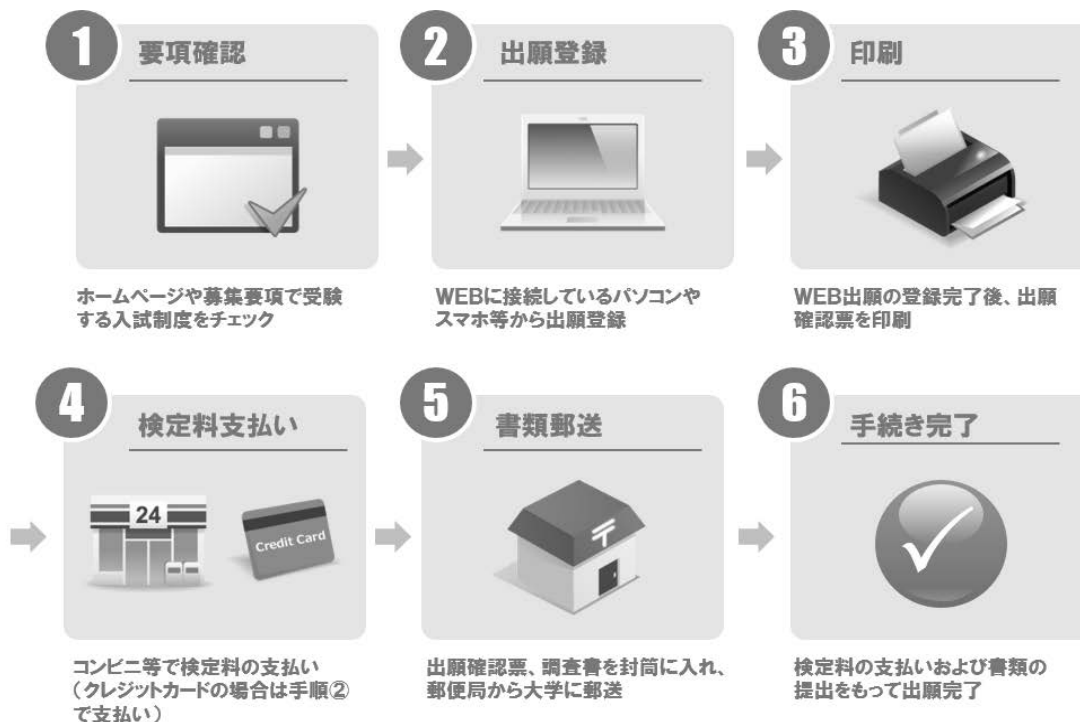 1 要項確認
ホームページや募集要項で受験
する入試制度をチェック
2 出願登録
WEBに接続しているパソコンや
スマホ等から出願登録
3 印刷
WEB出願の登録完了後、出願
確認票を印刷
4 検定料支払い
24
Credit Card
コンビニ等で検定料の支払い
（クレジットカードの場合は手順②
で支払い）
5 書類郵送
〒
出願確認票、調査書を封筒に入れ、
郵便局から大学に郵送
6 手続き完了
検定料の支払いおよび書類の
提出をもって出願完了